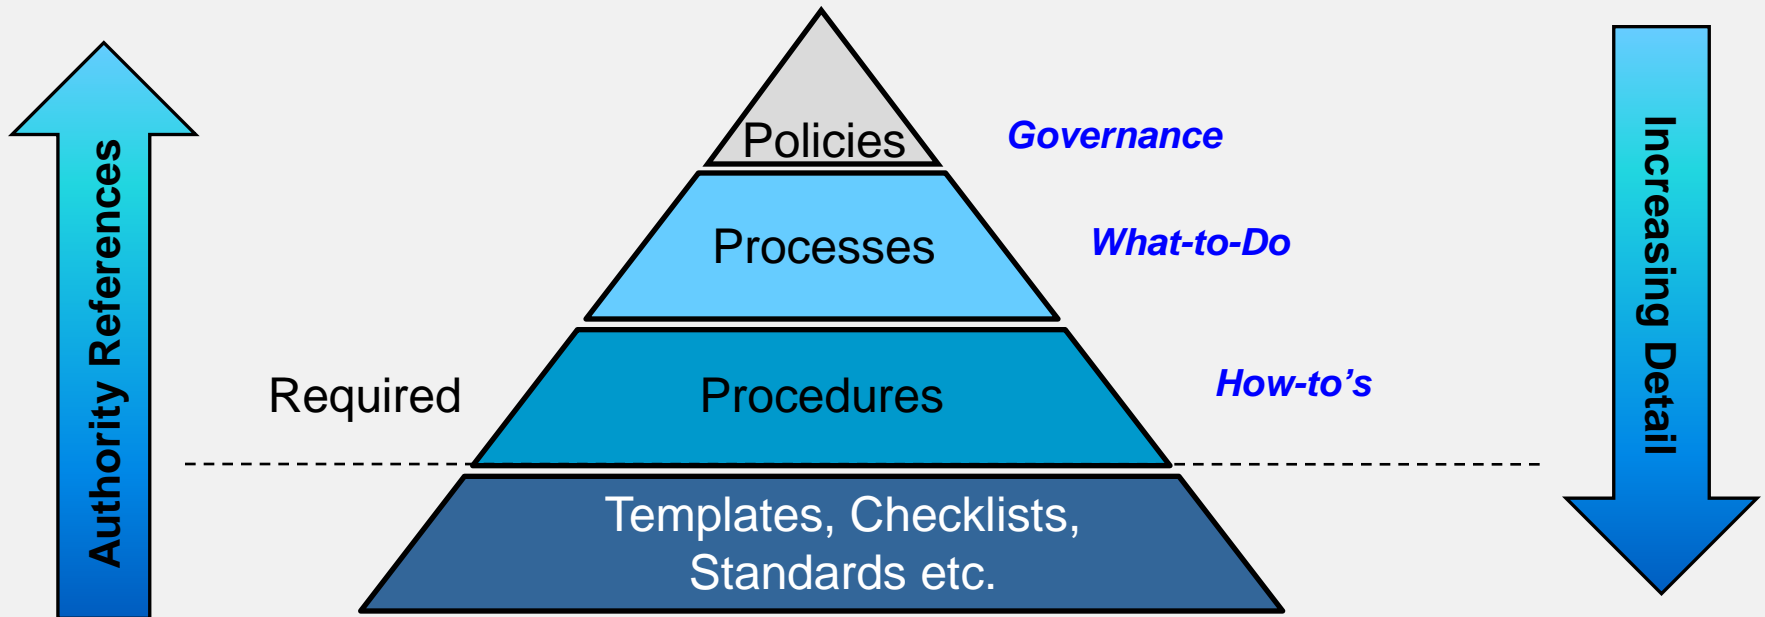 Authority References
Policies
Governance
Processes
What-to-Do
Required
Procedures
How-to’s
Templates, Checklists,
Standards etc.
Increasing Detail